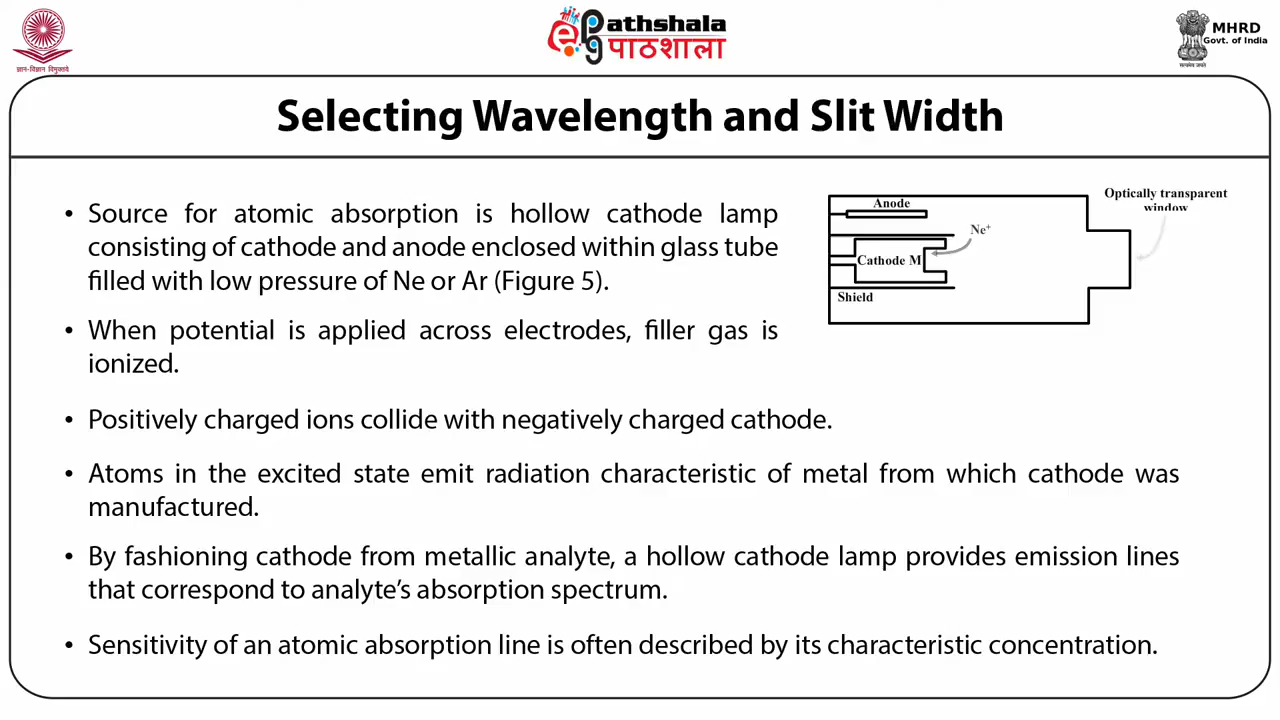 ज्ञान-विज्ञान विमुक्तये
ePathshala
पाठशाला
MHRD
Govt. of India
सत्यमेव जयते
Selecting Wavelength and Slit Width
• Source for atomic absorption is hollow cathode lamp
consisting of cathode and anode enclosed within glass tube
filled with low pressure of Ne or Ar (Figure 5).
• When potential is applied across electrodes, filler gas is
ionized.
• Positively charged ions collide with negatively charged cathode.
• Atoms in the excited state emit radiation characteristic of metal from which cathode was
manufactured.
• By fashioning cathode from metallic analyte, a hollow cathode lamp provides emission lines
that correspond to analyte’s absorption spectrum.
• Sensitivity of an atomic absorption line is often described by its characteristic concentration.
Anode
Ne⁺
Cathode M
Shield
Optically transparent
window